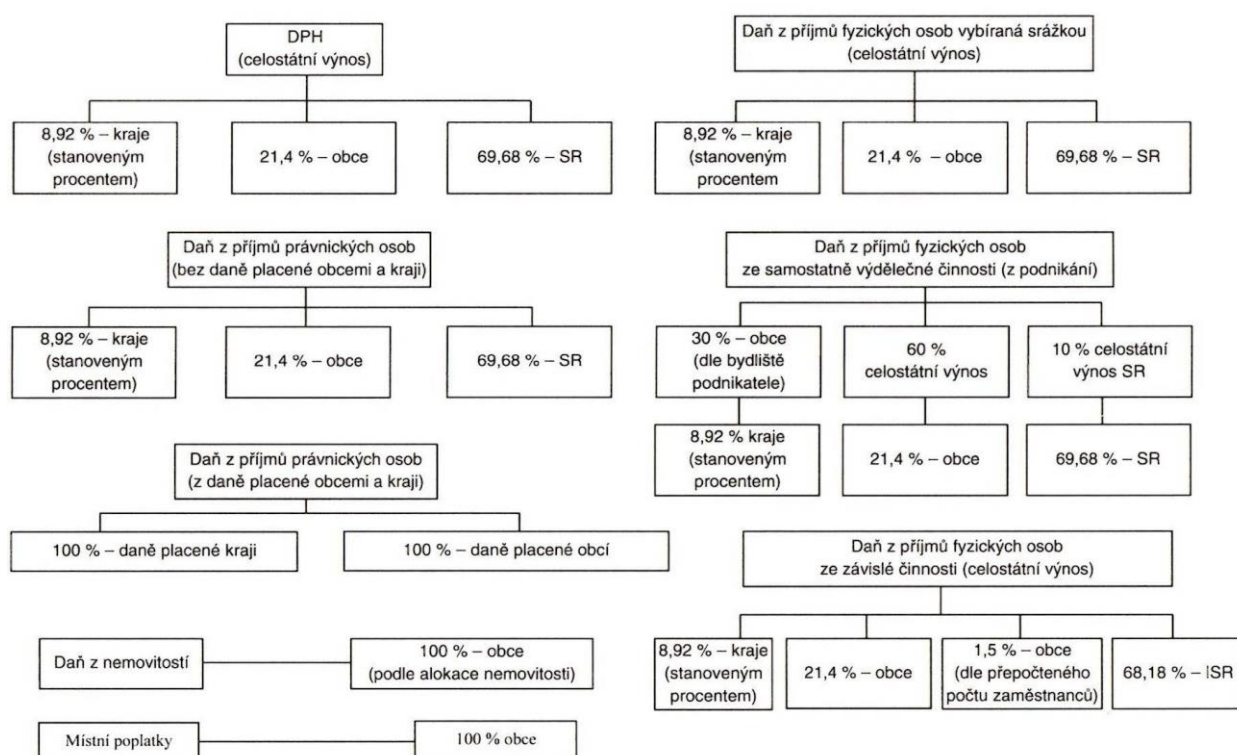 DPH
(celostátní výnos)
8,92 % – kraje
(stanoveným
procentem)
21,4 % – obce
69,68 % – SR
Daň z příjmů fyzických osob vybíraná srážkou
(celostátní výnos)
8,92 % – kraje
(stanoveným
procentem
21,4 % – obce
69,68 % – SR
Daň z příjmů právnických osob
(bez daně placené obcemi a kraji)
8,92 % – kraje
(stanoveným
procentem)
21,4 % – obce
69,68 % – SR
Daň z příjmů fyzických osob
ze samostatně výdělečné činnosti (z podnikání)
30 % – obce
(dle bydliště
podnikatele)
60 %
celostátní výnos
10 % celostátní
výnos SR
8,92 % kraje
(stanoveným
procentem)
21,4 % – obce
69,68 % – SR
Daň z příjmů právnických osob
(z daně placené obcemi a kraji)
100 % – daně placené kraji
100 % – daně placené obcí
Daň z příjmů fyzických osob
ze závislé činnosti (celostátní výnos)
8,92 % – kraje
(stanoveným
procentem)
21,4 % – obce
1,5 % – obce
(dle přepočteného
počtu zaměstnanců)
68,18 % – SR
Daň z nemovitostí
100 % – obce
(podle alokace nemovitosti)
Místní poplatky
100 % obce